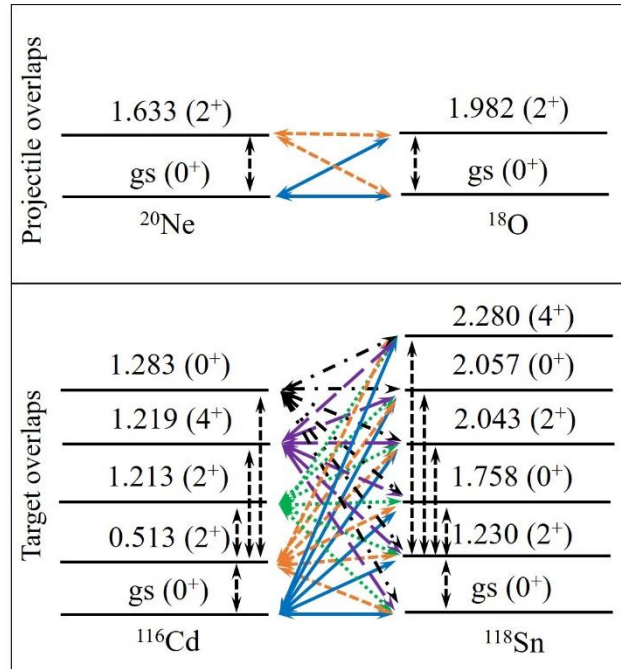 Projectile overlaps
1.633 (2⁺)
gs (0⁺)
²⁰Ne
1.982 (2⁺)
gs (0⁺)
¹⁸O
Target overlaps
1.283 (0⁺)
1.219 (4⁺)
1.213 (2⁺)
0.513 (2⁺)
gs (0⁺)
¹¹⁶Cd
2.280 (4⁺)
2.057 (0⁺)
2.043 (2⁺)
1.758 (0⁺)
1.230 (2⁺)
gs (0⁺)
¹¹⁸Sn